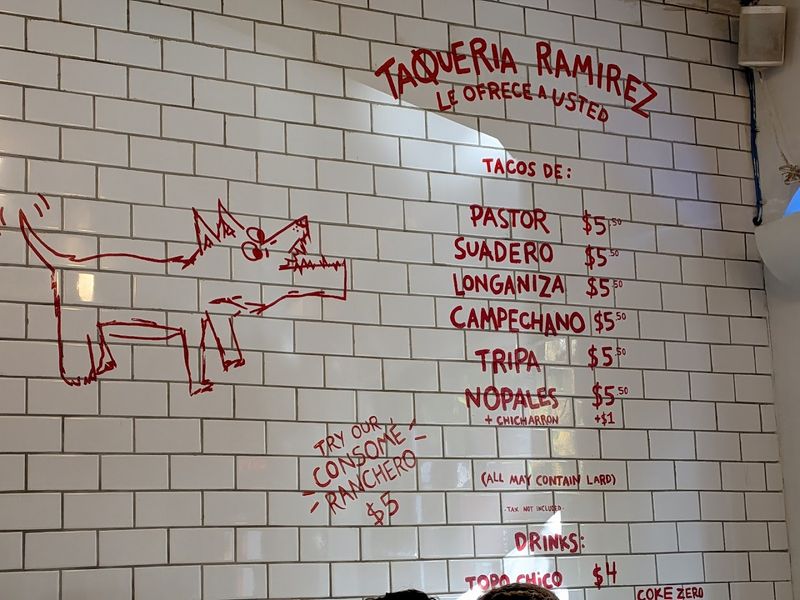 TAQUERIA RAMIREZ
LE OFRECE A USTED
TACOS DE:
PASTOR $5.50
SUADERO $5.50
LONGANIZA $5.50
CAMPECHANO $5.50
TRIPA $5.50
NOPALES $5.50
+ CHICHARRON +$1
(ALL MAY CONTAIN LARD)
-TAX NOT INCLUDED-
TRY OUR
CONSOME
RANCHERO
$5
DRINKS:
TOPO CHICO $4
COKE ZERO